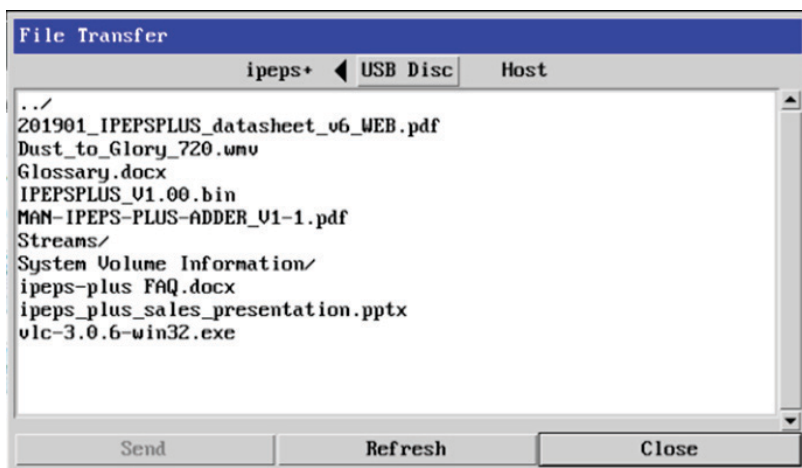 File Transfer
ipeps+ ◀ USB Disc Host
../
201901_IPEPSPLUS_datasheet_v6_WEB.pdf
Dust_to_Glory_720.wmv
Glossary.docx
IPEPSPLUS_V1.00.bin
MAN-IPEPS-PLUS-ADDER_V1-1.pdf
Streams/
System Volume Information/
ipeps-plus FAQ.docx
ipeps_plus_sales_presentation.pptx
vlc-3.0.6-win32.exe
Send Refresh Close